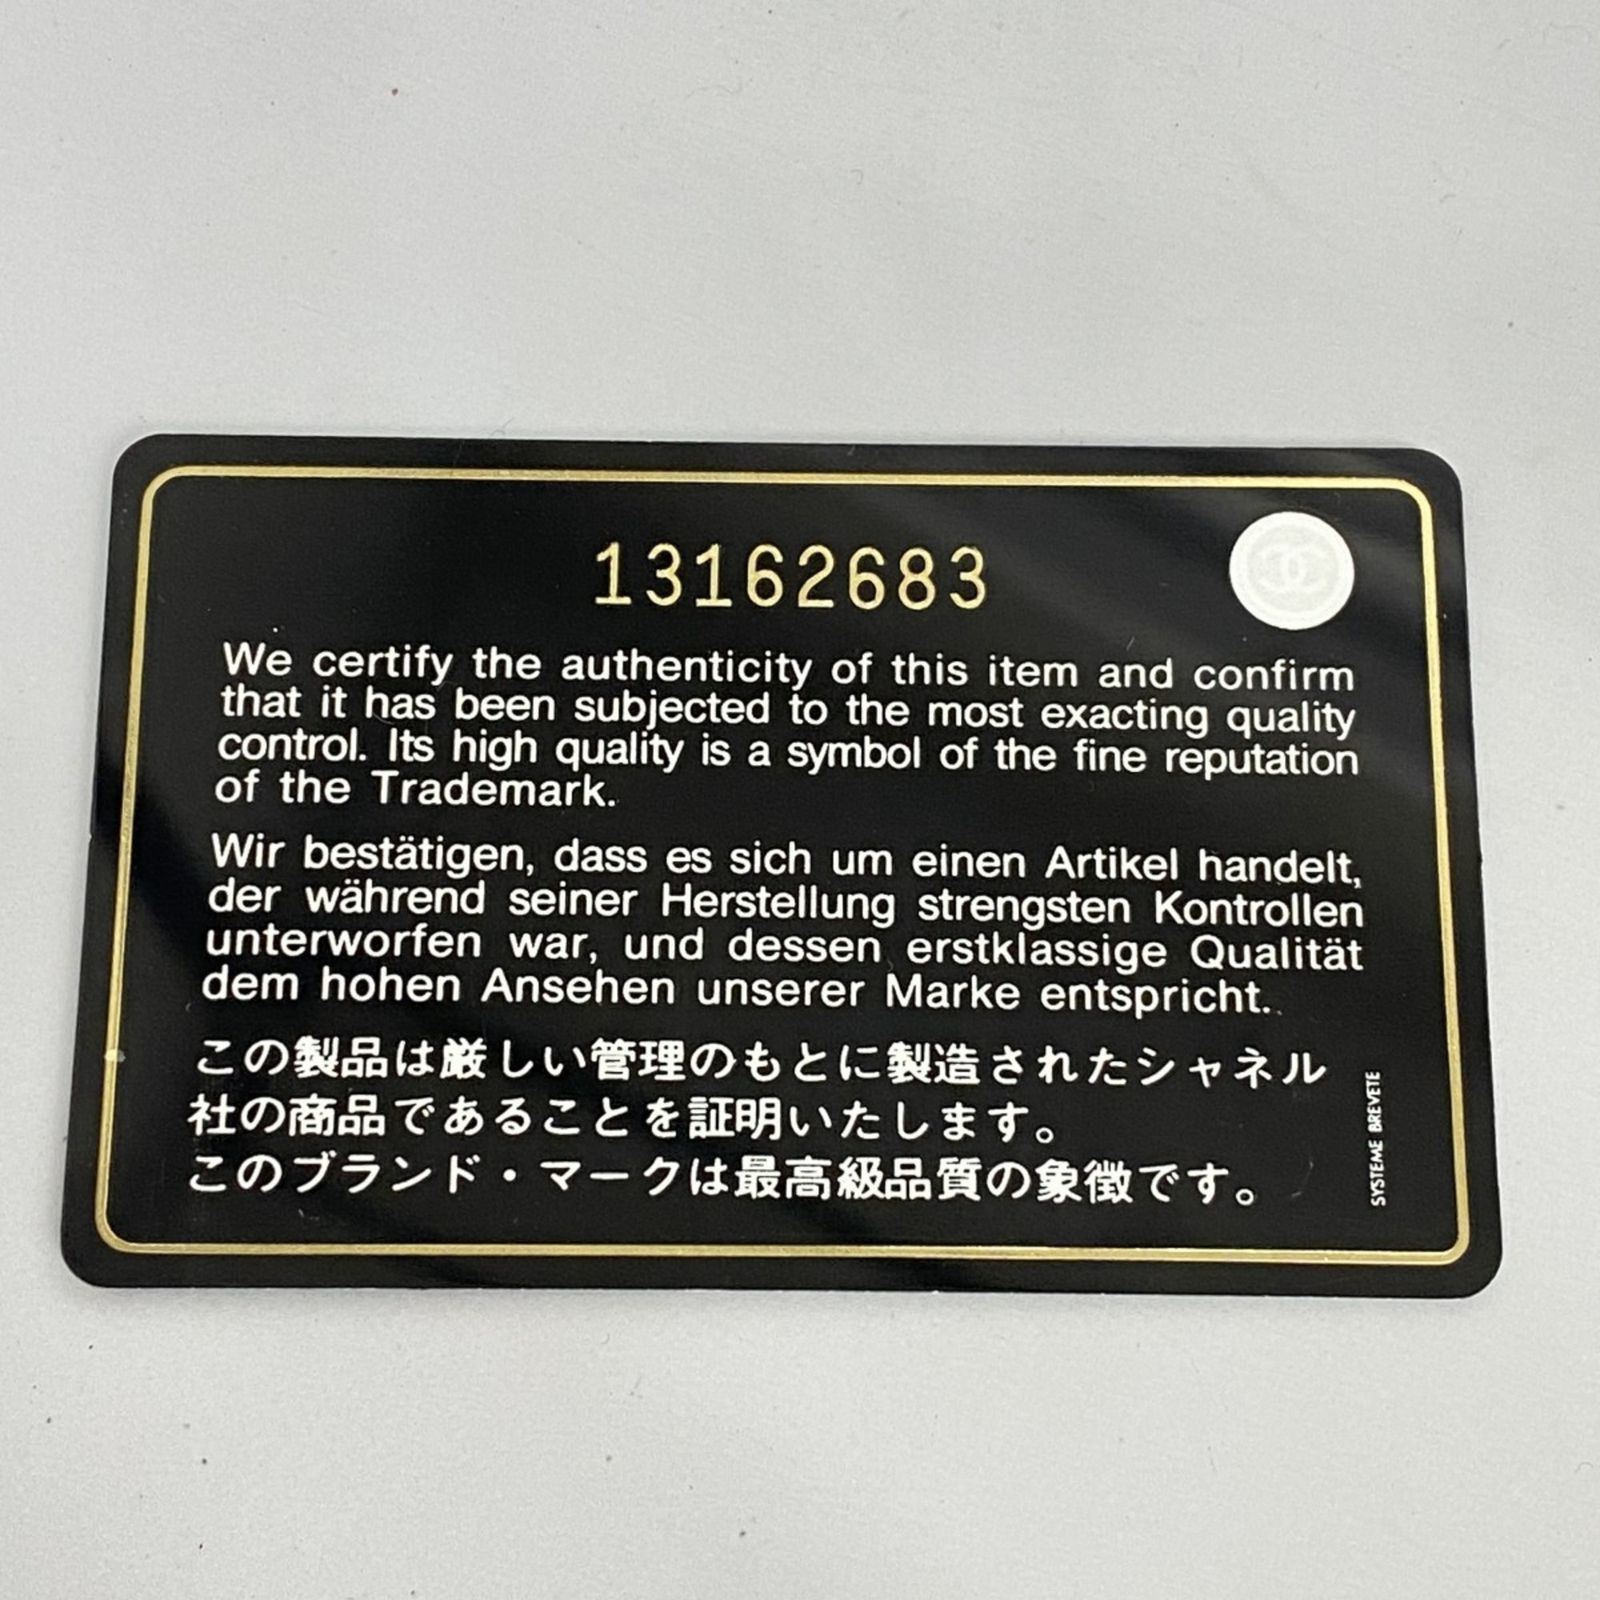 13162683
We certify the authenticity of this item and confirm
that it has been subjected to the most exacting quality
control. Its high quality is a symbol of the fine reputation
of the Trademark.
Wir bestätigen, dass es sich um einen Artikel handelt,
der während seiner Herstellung strengsten Kontrollen
unterworfen war, und dessen erstklassige Qualität
dem hohen Ansehen unserer Marke entspricht.
この製品は厳しい管理のもとに製造されたシャネル
社の商品であることを証明いたします。
このブランド・マークは最高級品質の象徴です。
SYSTEME BREVETE